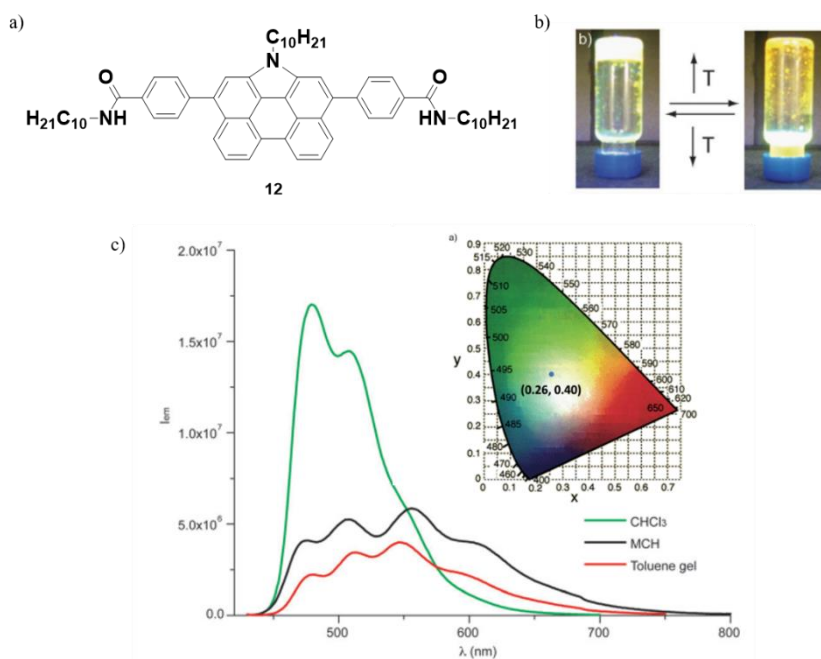 a)
C10H21
N
O
O
H21C10
NH
HN
C10H21
12
b)
b)
T
T
c)
2.0x10⁷
1.5x10⁷
1.0x10⁷
5.0x10⁶
0.0
Iem
500
600
700
800
λ (nm)
CHCl3
MCH
Toluene gel
a)
0.9
0.8
0.7
0.6
0.5
0.4
0.3
0.2
0.1
0
y
0 0.1 0.2 0.3 0.4 0.5 0.6 0.7
x
520
515
530
540
510
550
505
560
570
500
580
495
590
600
610
620
490
650
700
485
480
470
460
400
(0.26, 0.40)